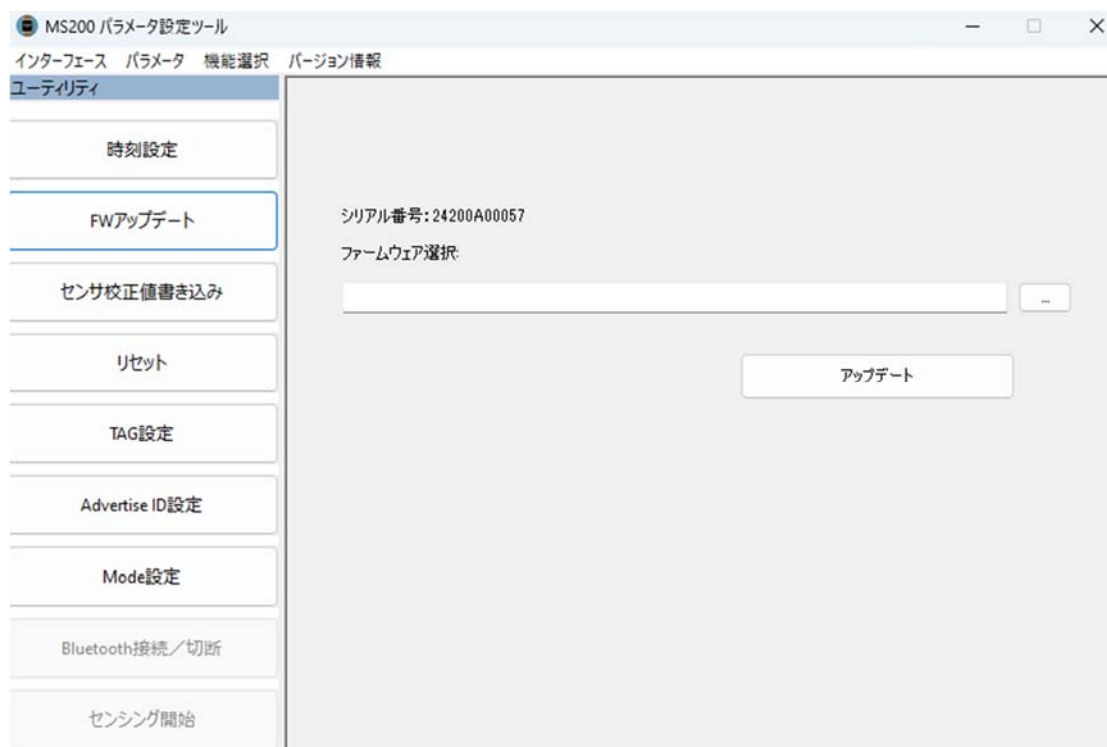 MS200 パラメータ設定ツール
インターフェース パラメータ 機能選択 バージョン情報
ユーティリティ
時刻設定
FWアップデート
センサ校正値書き込み
リセット
TAG設定
Advertise ID設定
Mode設定
Bluetooth接続／切断
センシング開始
シリアル番号:24200A00057
ファームウェア選択:
...
アップデート